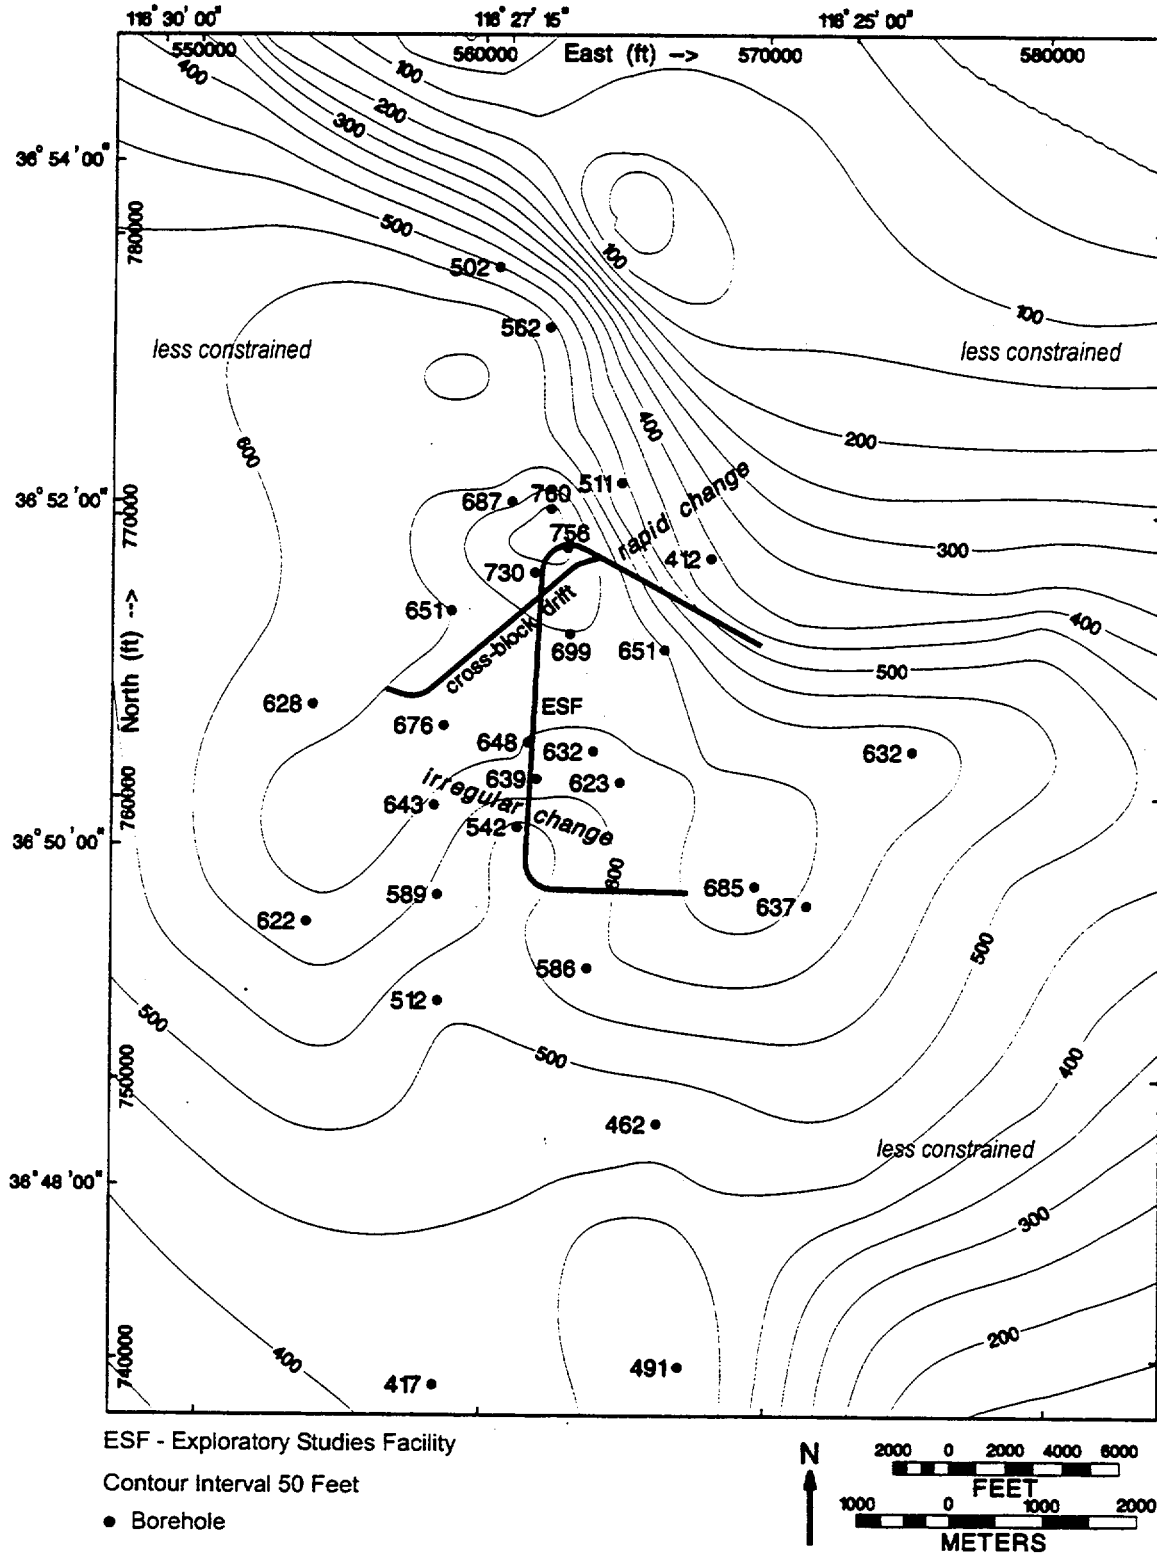 116° 30' 00" 116° 27' 15" 116° 25' 00"
550000 560000 East (ft) --> 570000 580000
400 100
200
300
36° 54' 00"
780000
500
502
100
100
562
less constrained
less constrained
400
200
600
36° 52' 00"
770000
687 760 511
rapid change
756
412
300
730
651
cross-block drift
699 651
400
500
North (ft) -->
628
ESF
676
648 632
632
639 623
irregular change
643
760000
36° 50' 00"
542
600
589
685
637
622
500
586
512
500
500
400
750000
462
less constrained
36° 48' 00"
300
200
740000
400
417
491
ESF - Exploratory Studies Facility
Contour Interval 50 Feet
● Borehole
N
2000 0 2000 4000 6000
FEET
1000 0 1000 2000
METERS